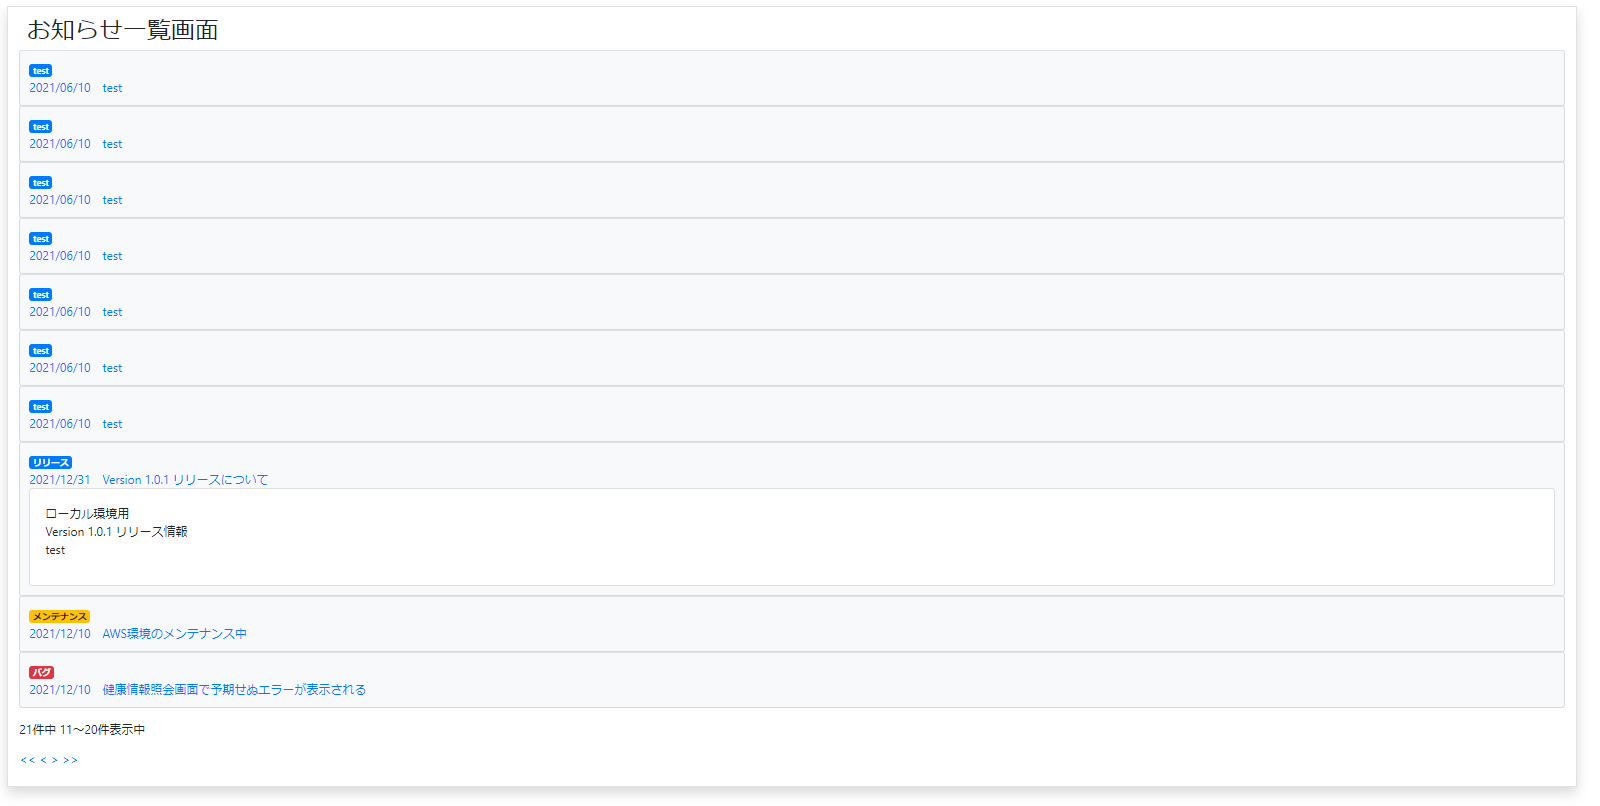 お知らせ一覧画面
test
2021/06/10 test
test
2021/06/10 test
test
2021/06/10 test
test
2021/06/10 test
test
2021/06/10 test
test
2021/06/10 test
test
2021/06/10 test
リリース
2021/12/31 Version 1.0.1 リリースについて
ローカル環境用
Version 1.0.1 リリース情報
test
メンテナンス
2021/12/10 AWS環境のメンテナンス中
バグ
2021/12/10 健康情報照会画面で予期せぬエラーが表示される
21件中 11～20件表示中
<< < > >>